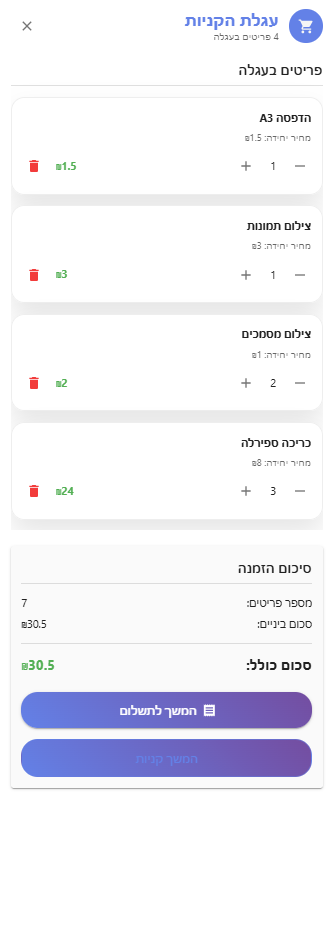 עגלת הקניות
4 פריטים בעגלה
פריטים בעגלה
הדפסה A3
מחיר יחידה: ₪1.5
1
₪1.5
צילום תמונות
מחיר יחידה: ₪3
1
₪3
צילום מסמכים
מחיר יחידה: ₪1
2
₪2
כריכה ספירלה
מחיר יחידה: ₪8
3
₪24
סיכום הזמנה
מספר פריטים: 7
סכום ביניים: ₪30.5
סכום כולל: ₪30.5
המשך לתשלום
המשך קניות